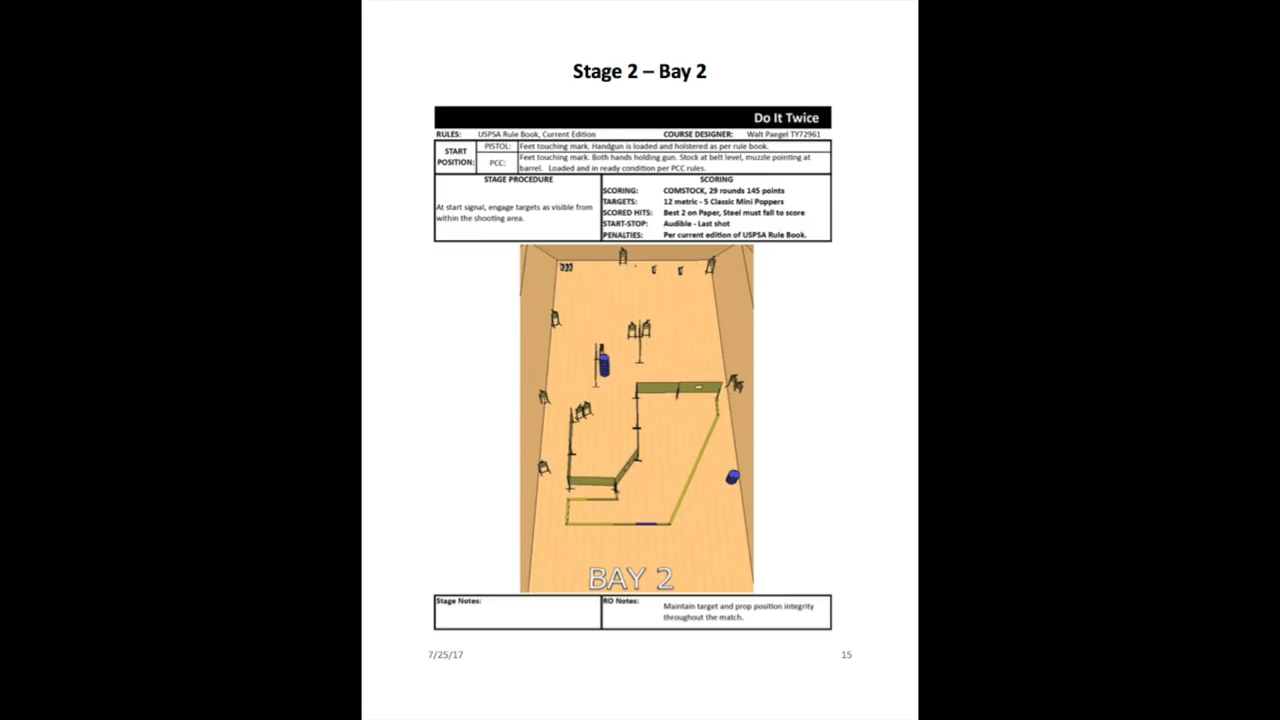 Stage 2 – Bay 2
Do It Twice
RULES: USPSA Rule Book, Current Edition COURSE DESIGNER: Walt Paegel TY72961
START POSITION: PISTOL: Feet touching mark. Handgun is loaded and holstered as per rule book.
PCC: Feet touching mark. Both hands holding gun. Stock at belt level, muzzle pointing at
barrel. Loaded and in ready condition per PCC rules.
STAGE PROCEDURE
At start signal, engage targets as visible from
within the shooting area.
SCORING
SCORING: COMSTOCK, 29 rounds 145 points
TARGETS: 12 metric - 5 Classic Mini Poppers
SCORED HITS: Best 2 on Paper, Steel must fall to score
START-STOP: Audible - Last shot
PENALTIES: Per current edition of USPSA Rule Book.
BAY 2
Stage Notes:
RO Notes: Maintain target and prop position integrity
throughout the match.
7/25/17 15